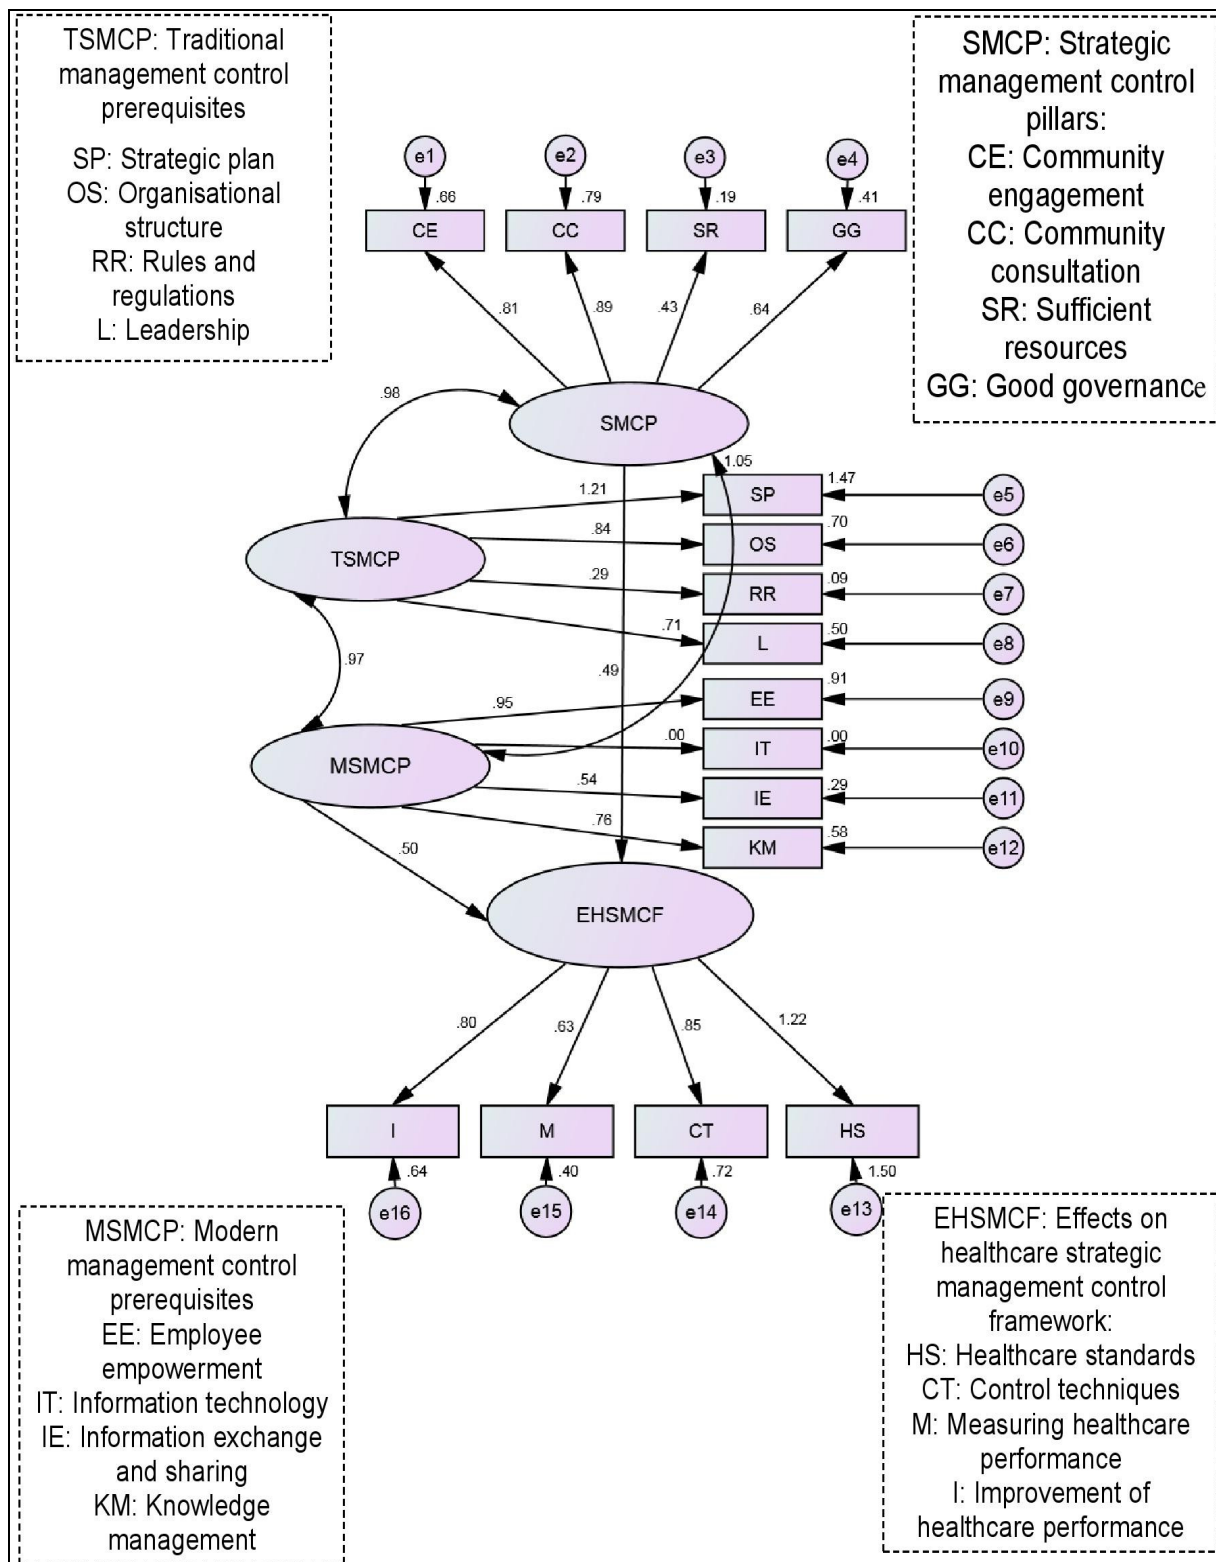 TSMCP: Traditional
management control
prerequisites
SP: Strategic plan
OS: Organisational
structure
RR: Rules and
regulations
L: Leadership
SMCP: Strategic
management control
pillars:
CE: Community
engagement
CC: Community
consultation
SR: Sufficient
resources
GG: Good governance
e1 e2 e3 e4
.66 .79 .19 .41
CE CC SR GG
.81 .89 .43 .64
.98
SMCP
1.05
1.21 SP 1.47 e5
.84 OS .70 e6
TSMCP
.29 RR .09 e7
.71 L .50 e8
.97
.49
.95 EE .91 e9
.00 IT .00 e10
MSMCP
.54 IE .29 e11
.76 KM .58 e12
.50
EHSMCF
.80 .63 .85 1.22
I M CT HS
.64 .40 .72 1.50
e16 e15 e14 e13
MSMCP: Modern
management control
prerequisites
EE: Employee
empowerment
IT: Information technology
IE: Information exchange
and sharing
KM: Knowledge
management
EHSMCF: Effects on
healthcare strategic
management control
framework:
HS: Healthcare standards
CT: Control techniques
M: Measuring healthcare
performance
I: Improvement of
healthcare performance